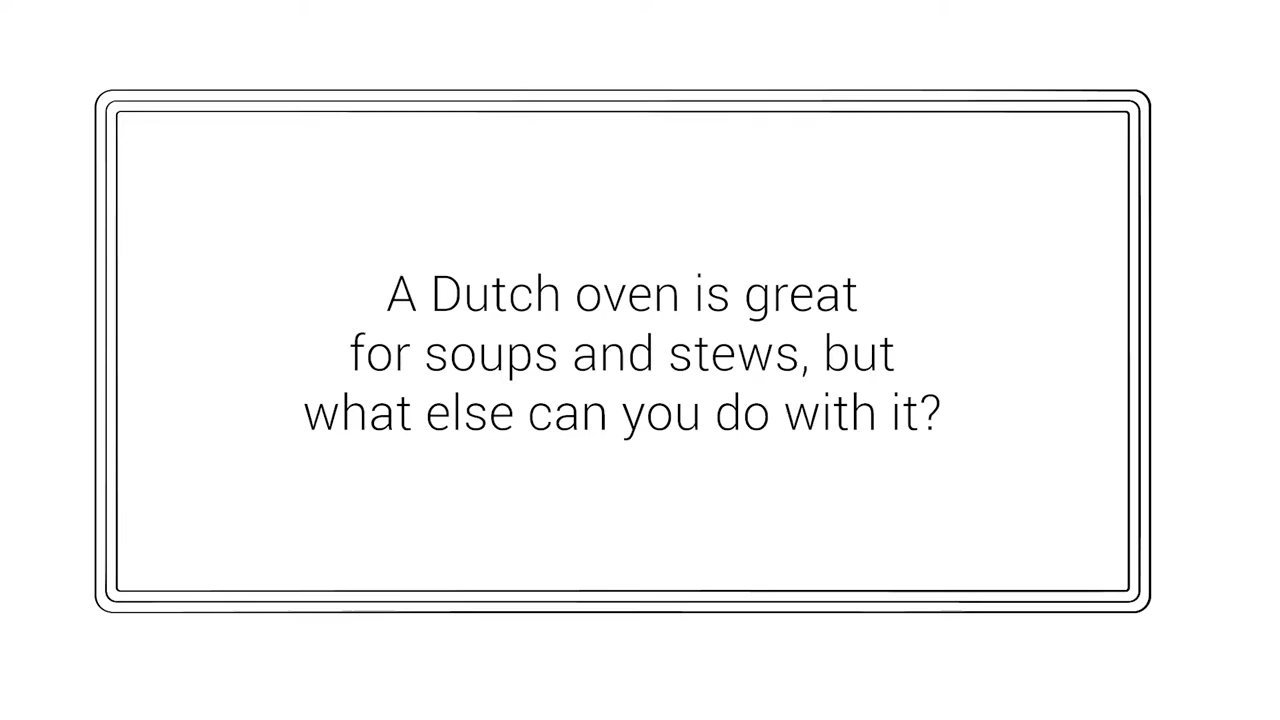 A Dutch oven is great
for soups and stews, but
what else can you do with it?